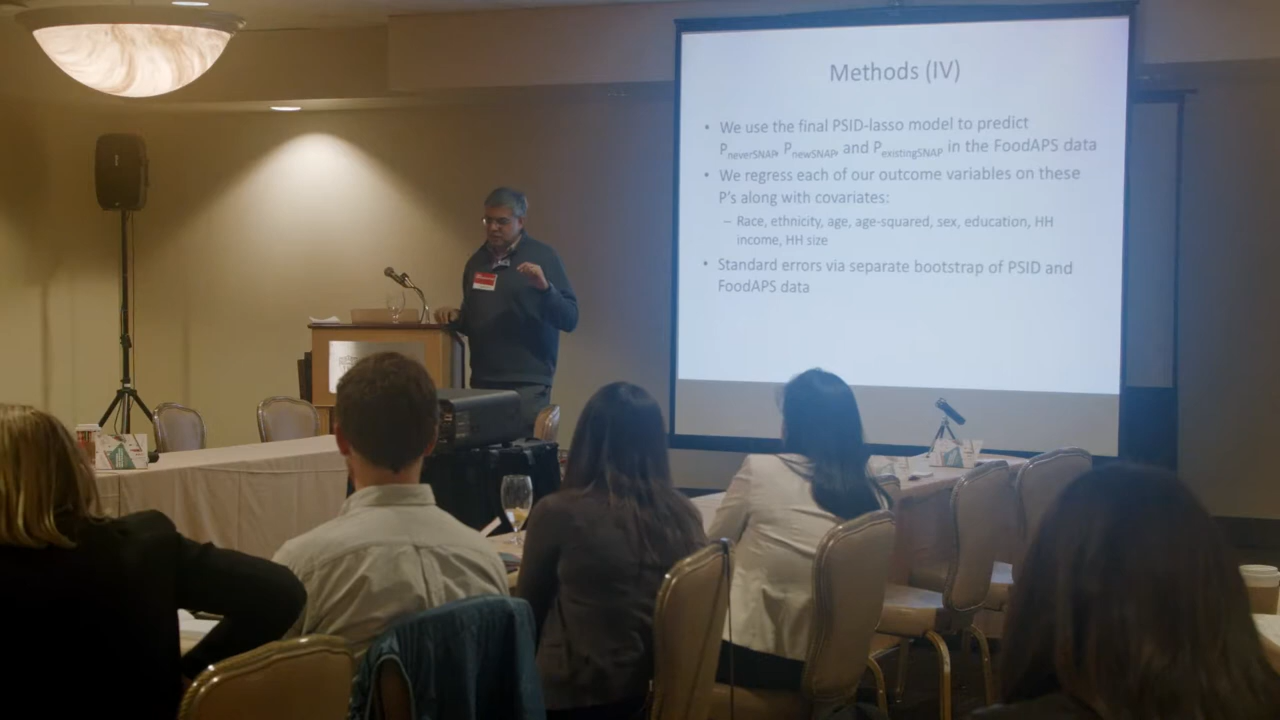 Methods (IV)
• We use the final PSID-lasso model to predict
PneverSNAP, PnewSNAP, and PexistingSNAP in the FoodAPS data
• We regress each of our outcome variables on these
P's along with covariates:
– Race, ethnicity, age, age-squared, sex, education, HH
income, HH size
• Standard errors via separate bootstrap of PSID and
FoodAPS data